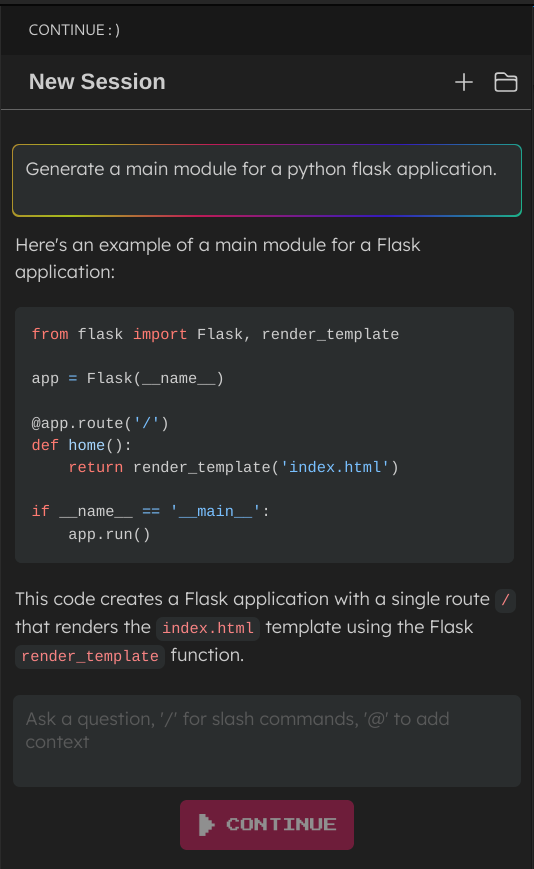 CONTINUE : )
New Session
Generate a main module for a python flask application.
Here's an example of a main module for a Flask
application:
from flask import Flask, render_template
app = Flask(__name__)
@app.route('/')
def home():
    return render_template('index.html')
if __name__ == '__main__':
    app.run()
This code creates a Flask application with a single route /
that renders the index.html template using the Flask
render_template function.
Ask a question, '/' for slash commands, '@' to add
context
CONTINUE